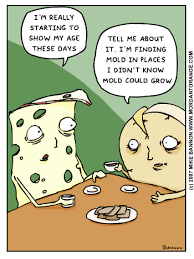 I'M REALLY
STARTING TO
SHOW MY AGE
THESE DAYS
TELL ME ABOUT
IT. I'M FINDING
MOLD IN PLACES
I DIDN'T KNOW
MOLD COULD GROW
(c) 2007 MIKE BANNON WWW.MORDANTORANGE.COM